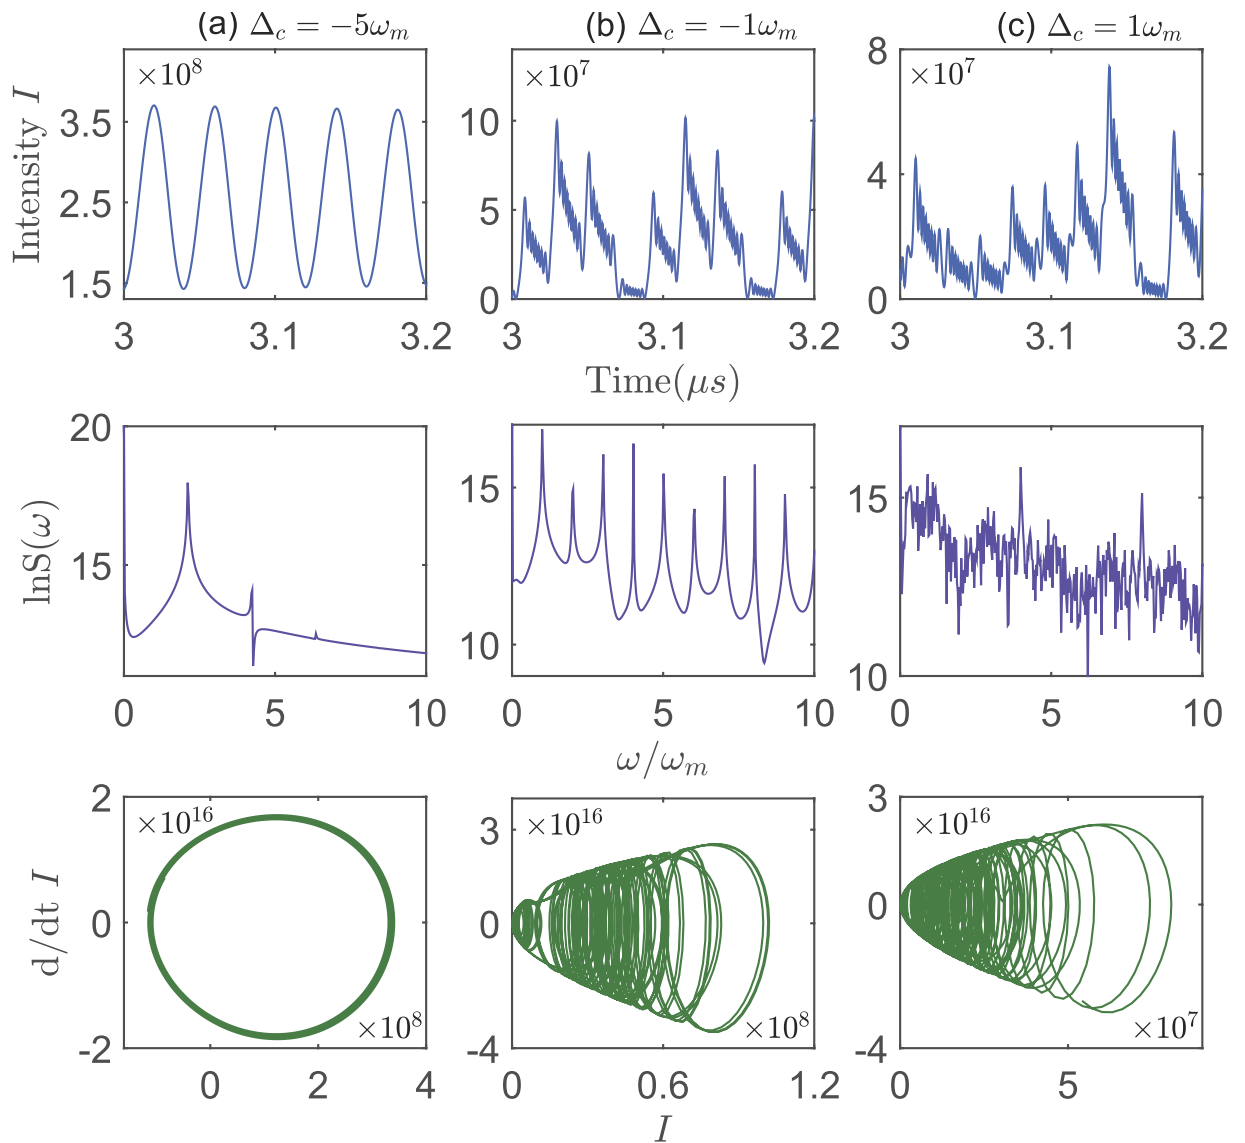 (a) Δ_c = −5ω_m
(b) Δ_c = −1ω_m
(c) Δ_c = 1ω_m
Intensity I
×10^8
3.5
2.5
1.5
3 3.1 3.2
×10^7
10
5
0
3 3.1 3.2
×10^7
8
4
0
3 3.1 3.2
Time(μs)
lnS(ω)
20
15
0 5 10
15
10
0 5 10
15
10
0 5 10
ω/ω_m
d/dt I
2
×10^16
0
-2
×10^8
0 2 4
3
×10^16
0
-4
×10^8
0 0.6 1.2
3
×10^16
0
-4
×10^7
0 5
I